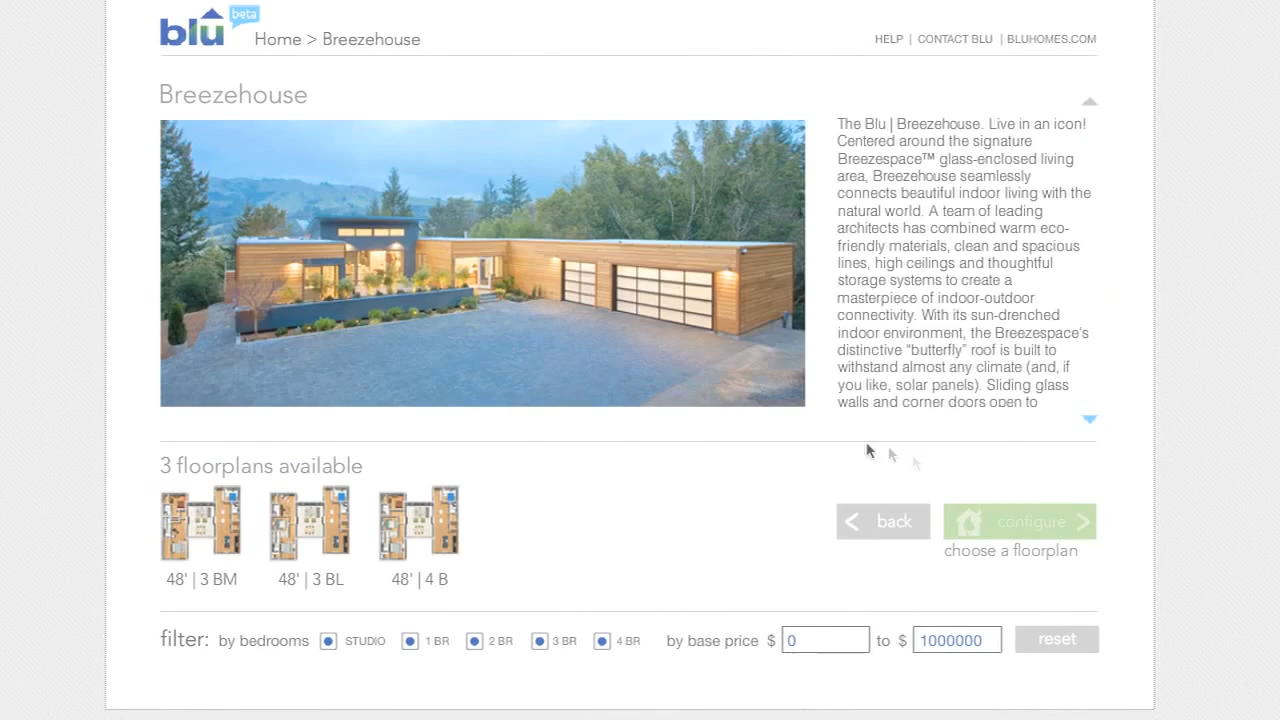 blu
beta
Home > Breezehouse
HELP | CONTACT BLU | BLUHOMES.COM
Breezehouse
The Blu | Breezehouse. Live in an icon!
Centered around the signature
Breezespace™ glass-enclosed living
area, Breezehouse seamlessly
connects beautiful indoor living with the
natural world. A team of leading
architects has combined warm eco-
friendly materials, clean and spacious
lines, high ceilings and thoughtful
storage systems to create a
masterpiece of indoor-outdoor
connectivity. With its sun-drenched
indoor environment, the Breezespace's
distinctive “butterfly” roof is built to
withstand almost any climate (and, if
you like, solar panels). Sliding glass
walls and corner doors open to
3 floorplans available
48' | 3 BM
48' | 3 BL
48' | 4 B
back
configure
choose a floorplan
filter: by bedrooms STUDIO 1 BR 2 BR 3 BR 4 BR by base price $ 0 to $ 1000000 reset